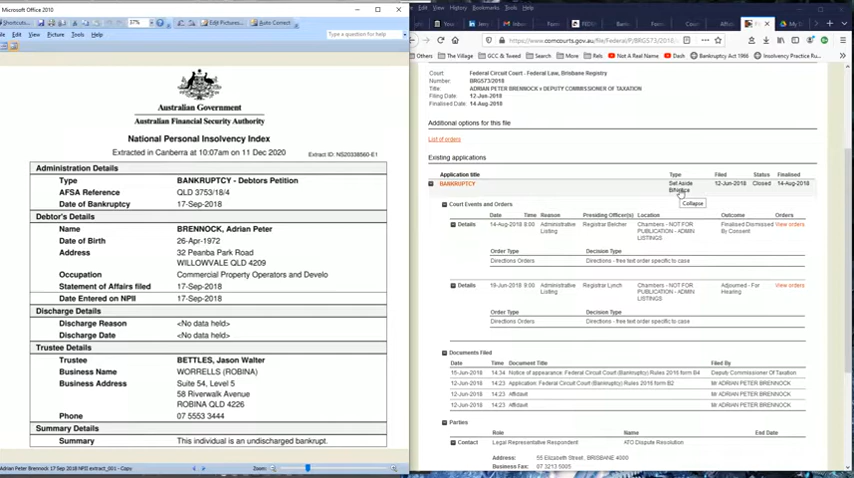 Microsoft Office 2010
Shortcuts...
37%
Edit Pictures...
Auto Correct
Edit View Picture Tools Help
Type a question for help
Australian Government
Australian Financial Security Authority
National Personal Insolvency Index
Extracted in Canberra at 10:07am on 11 Dec 2020
Extract ID: NS20338560-E1
Administration Details
Type BANKRUPTCY - Debtors Petition
AFSA Reference QLD 3753/18/4
Date of Bankruptcy 17-Sep-2018
Debtor's Details
Name BRENNOCK, Adrian Peter
Date of Birth 26-Apr-1972
Address 32 Peanba Park Road
WILLOWVALE QLD 4209
Occupation Commercial Property Operators and Develo
Statement of Affairs filed 17-Sep-2018
Date Entered on NPII 17-Sep-2018
Discharge Details
Discharge Reason <No data held>
Discharge Date <No data held>
Trustee Details
Trustee BETTLES, Jason Walter
Business Name WORRELLS (ROBINA)
Business Address Suite 54, Level 5
58 Riverwalk Avenue
ROBINA QLD 4226
Phone 07 5553 3444
Summary Details
Summary This individual is an undischarged bankrupt.
Adrian Peter Brennock 17 Sep 2018 NPII extract_001 - Copy
Zoom:
Edit View History Bookmarks Tools Help
https://www.comcourts.gov.au/file/Federal/P/BRG573/2018
Others The Village GCC & Tweed Search More Rels Not A Real Name Dash Bankruptcy Act 1966 Insolvency Practice Ru
Court: Federal Circuit Court - Federal Law, Brisbane Registry
Number: BRG573/2018
Title: ADRIAN PETER BRENNOCK v DEPUTY COMMISSIONER OF TAXATION
Filing Date: 12-Jun-2018
Finalised Date: 14-Aug-2018
Additional options for this file
List of orders
Existing applications
Application title Type Filed Status Finalised
BANKRUPTCY Set Aside 12-Jun-2018 Closed 14-Aug-2018
Collapse
Court Events and Orders
Date Time Reason Presiding Officer(s) Location Outcome Orders
Details 14-Aug-2018 9:00 Administrative Listing Registrar Belcher Chambers - NOT FOR PUBLICATION - ADMIN LISTINGS Finalised Dismissed By Consent View orders
Order Type Decision Type
Directions Orders Directions - free text order specific to case
Details 19-Jun-2018 9:00 Administrative Listing Registrar Lynch Chambers - NOT FOR PUBLICATION - ADMIN LISTINGS Adjourned - For Hearing View orders
Order Type Decision Type
Directions Orders Directions - free text order specific to case
Documents Filed
Date Time Document Title Filed By
15-Jun-2018 14:34 Notice of appearance: Federal Circuit Court (Bankruptcy) Rules 2016 form B4 Deputy Commissioner Of Taxation
12-Jun-2018 14:23 Application: Federal Circuit Court (Bankruptcy) Rules 2016 form B2 Mr ADRIAN PETER BRENNOCK
12-Jun-2018 14:23 Affidavit Mr ADRIAN PETER BRENNOCK
12-Jun-2018 14:23 Affidavit Mr ADRIAN PETER BRENNOCK
Parties
Role Name End Date
Contact Legal Representative Respondent ATO Dispute Resolution
Address: 55 Elizabeth Street, BRISBANE 4000
Business Fax: 07 3213 5005